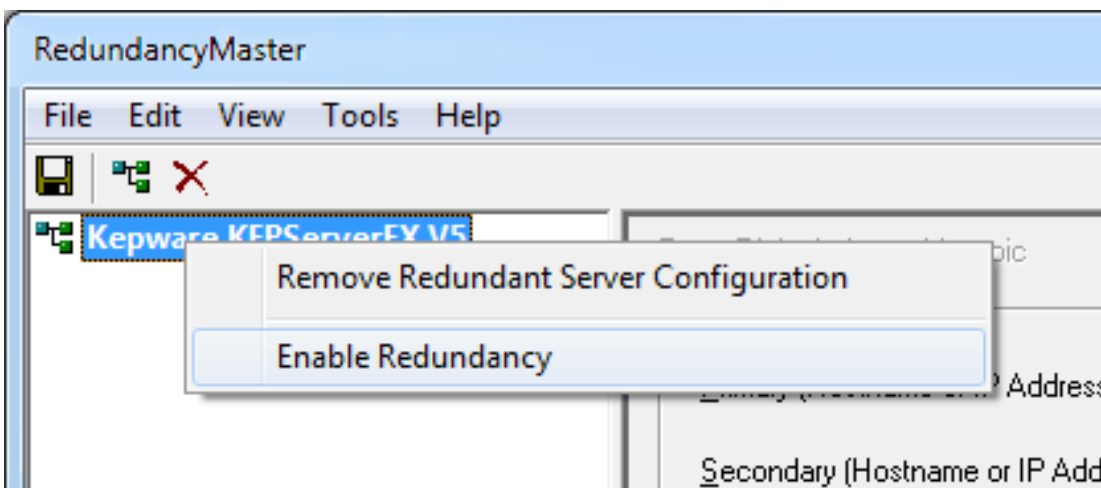 RedundancyMaster
File Edit View Tools Help
Kepware KEPServerEX V5
Remove Redundant Server Configuration
Enable Redundancy
Address
Secondary (Hostname or IP Add